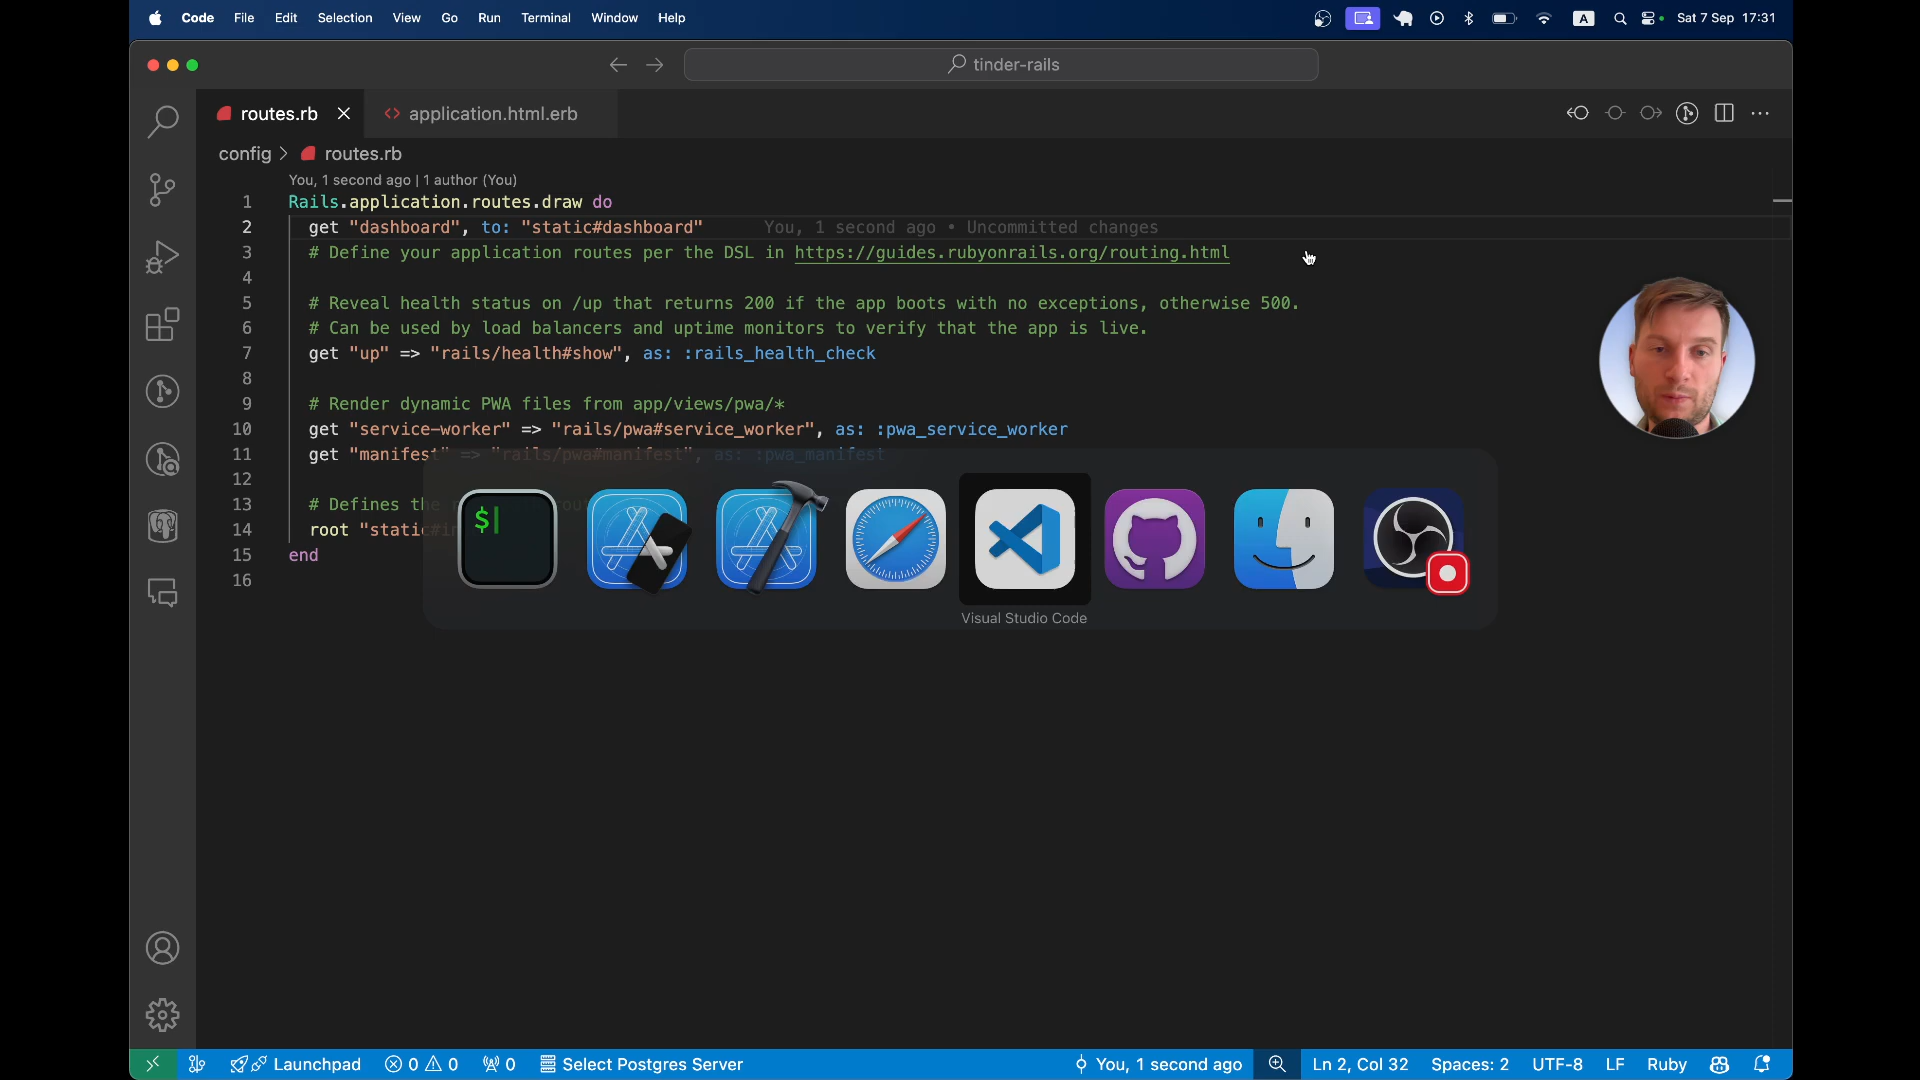 Code File Edit Selection View Go Run Terminal Window Help
A Sat 7 Sep 17:31
tinder-rails
routes.rb
application.html.erb
config > routes.rb
You, 1 second ago | 1 author (You)
1 Rails.application.routes.draw do
2 get "dashboard", to: "static#dashboard" You, 1 second ago • Uncommitted changes
3 # Define your application routes per the DSL in https://guides.rubyonrails.org/routing.html
4
5 # Reveal health status on /up that returns 200 if the app boots with no exceptions, otherwise 500.
6 # Can be used by load balancers and uptime monitors to verify that the app is live.
7 get "up" => "rails/health#show", as: :rails_health_check
8
9 # Render dynamic PWA files from app/views/pwa/*
10 get "service-worker" => "rails/pwa#service_worker", as: :pwa_service_worker
11 get "manifest" => "rails/pwa#manifest", as: :pwa_manifest
12
13 # Defines the
14 root "static#in
15 end
16
$
Visual Studio Code
Launchpad 0 0 0 Select Postgres Server
You, 1 second ago Ln 2, Col 32 Spaces: 2 UTF-8 LF Ruby